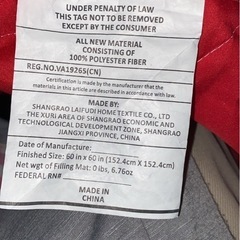 UNDER PENALTY OF LAW
THIS TAG NOT TO BE REMOVED
EXCEPT BY THE CONSUMER
ALL NEW MATERIAL
CONSISTING OF
100% POLYESTER FIBER
REG.NO.VA19265(CN)
Certification is made by the manufacturer that the
materials in this article are described in accordance with law.
MADE BY
SHANGRAO LAIFUDI HOME TEXTILE CO., LTD
THE XURI AREA OF SHANGRAO ECONOMIC AND
TECHNOLOGICAL DEVELOPMENT ZONE, SHANGRAO
JIANGXI PROVINCE, CHINA
Date of Manufacture:
Finished Size: 60 in x 60 in (152.4cm x 152.4cm)
Net wgt of Filling Mat: 0 lbs, 6.76oz
FEDERAL RN#
MADE IN
CHINA